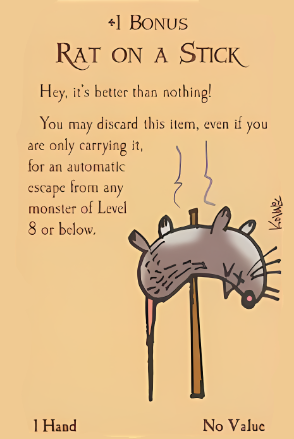 +1 Bonus
Rat on a Stick
Hey, it's better than nothing!
You may discard this item, even if you
are only carrying it,
for an automatic
escape from any
monster of Level
8 or below.
1 Hand
No Value